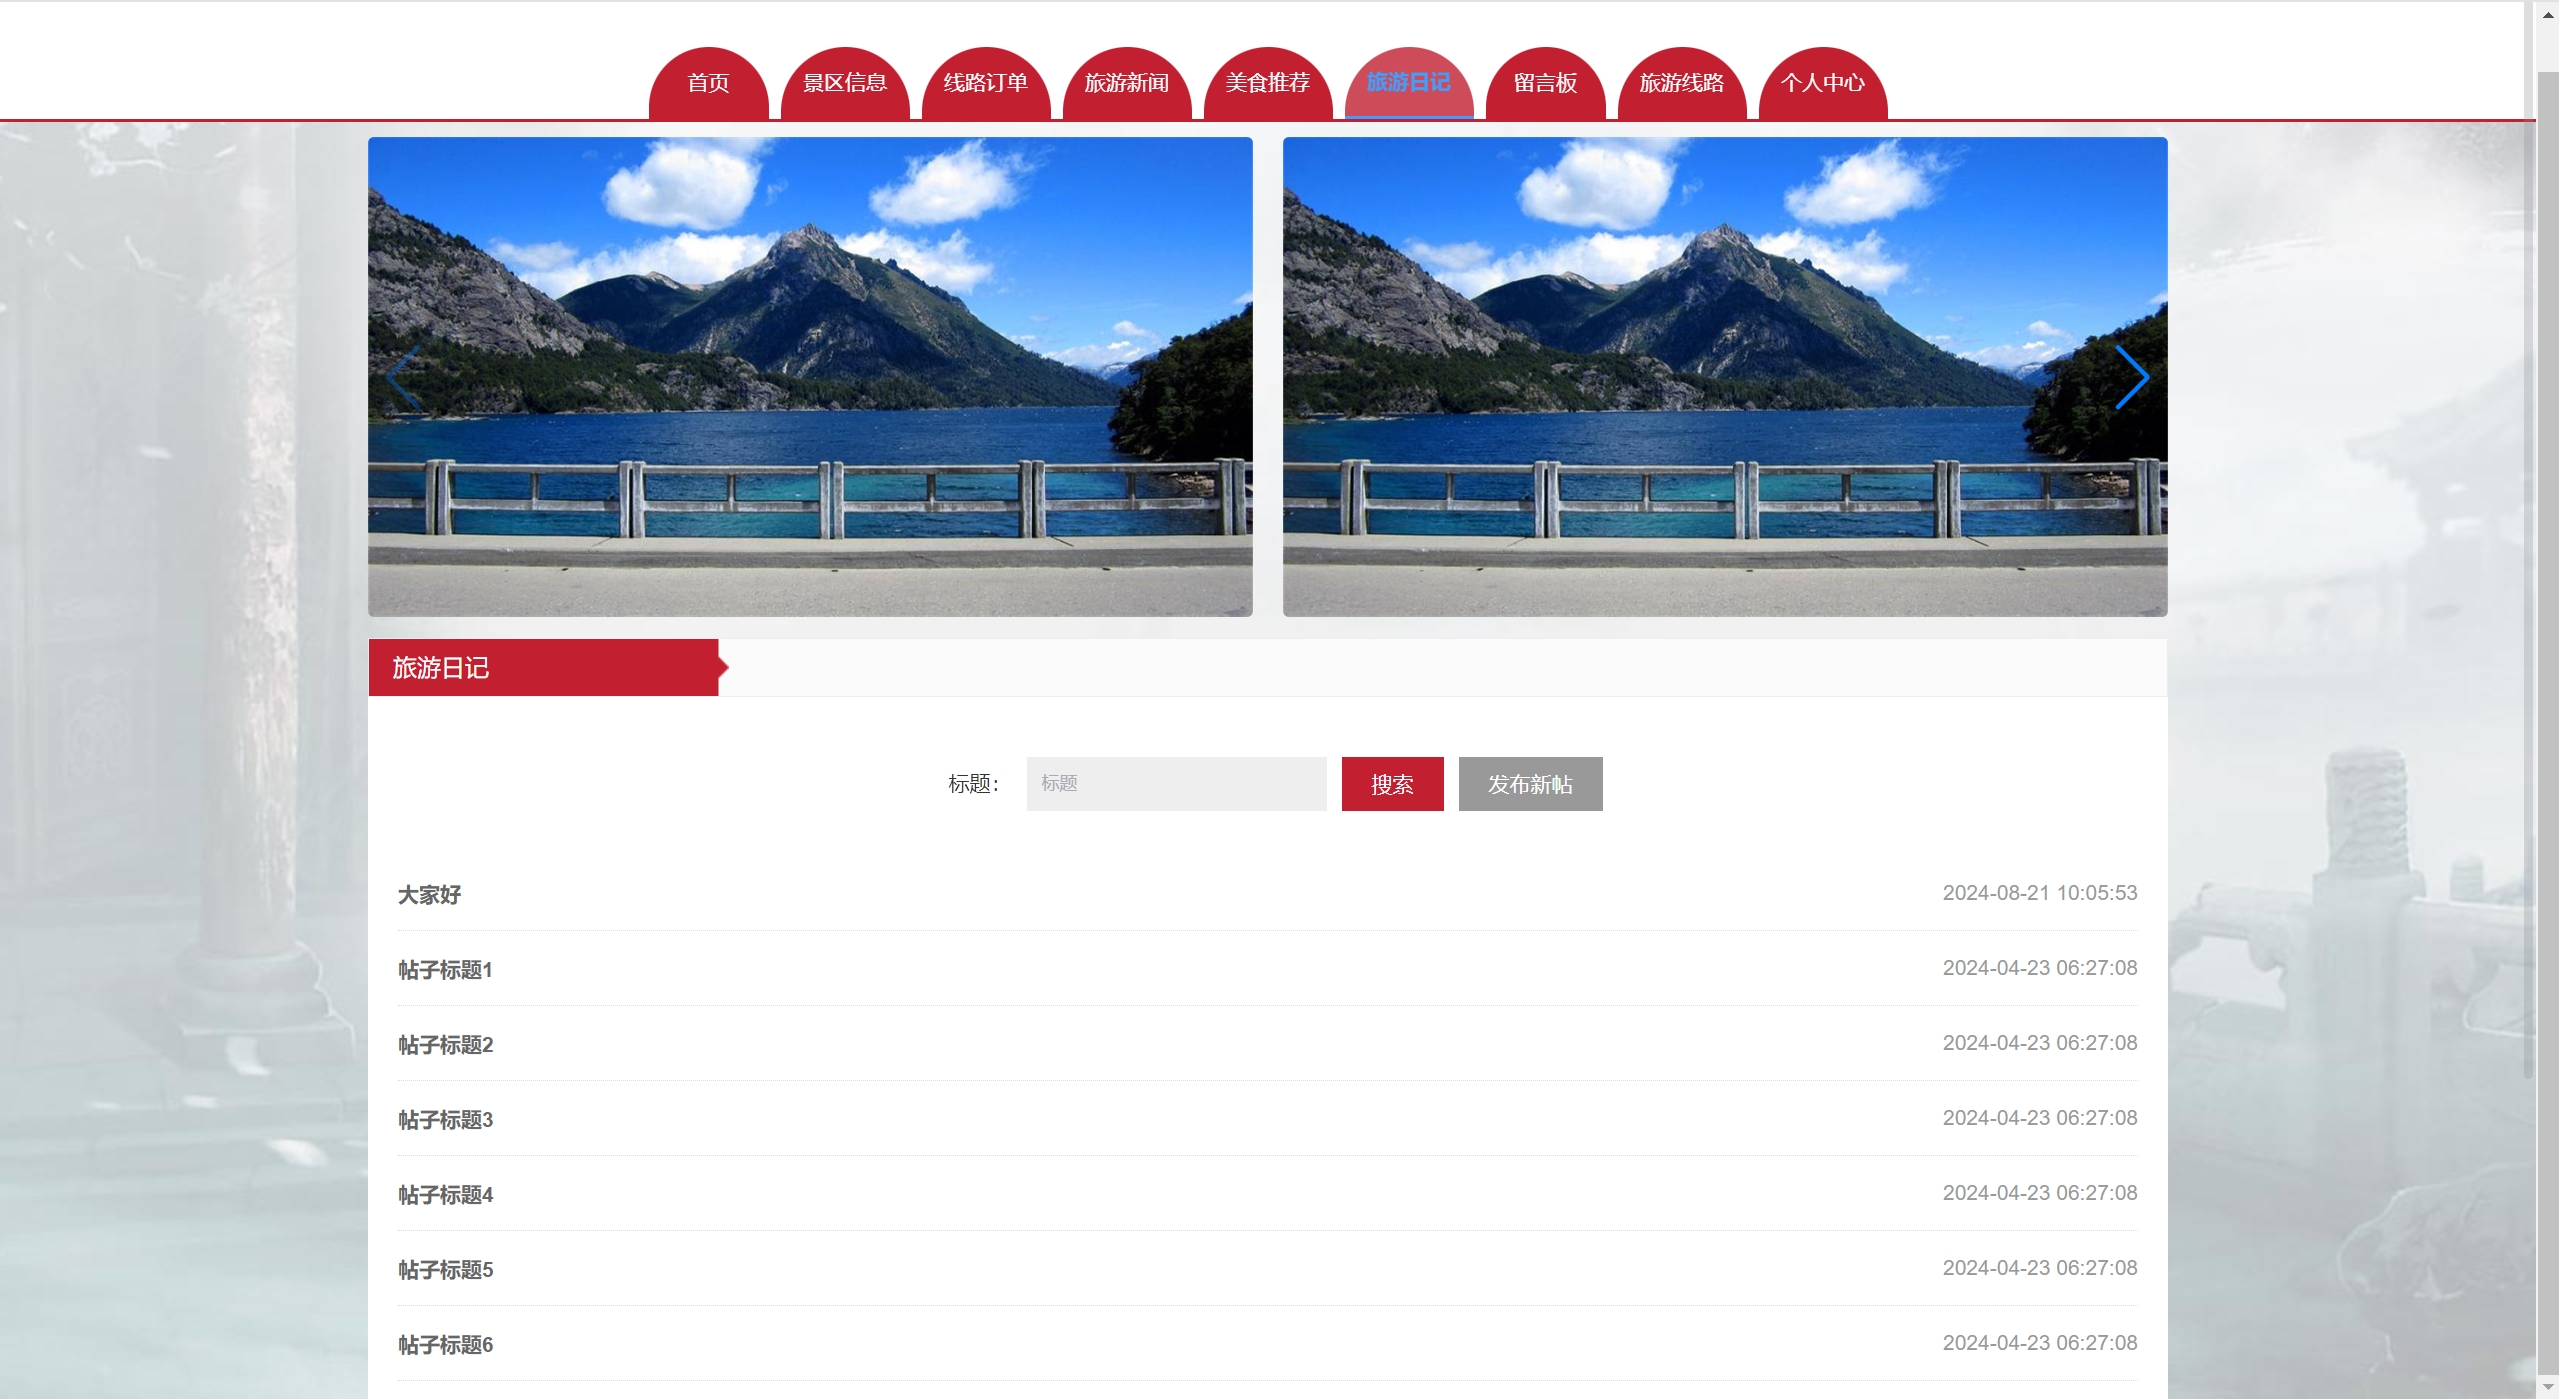 首页 景区信息 线路订单 旅游新闻 美食推荐 旅游日记 留言板 旅游线路 个人中心
旅游日记
标题： 标题 搜索 发布新帖
大家好 2024-08-21 10:05:53
帖子标题1 2024-04-23 06:27:08
帖子标题2 2024-04-23 06:27:08
帖子标题3 2024-04-23 06:27:08
帖子标题4 2024-04-23 06:27:08
帖子标题5 2024-04-23 06:27:08
帖子标题6 2024-04-23 06:27:08